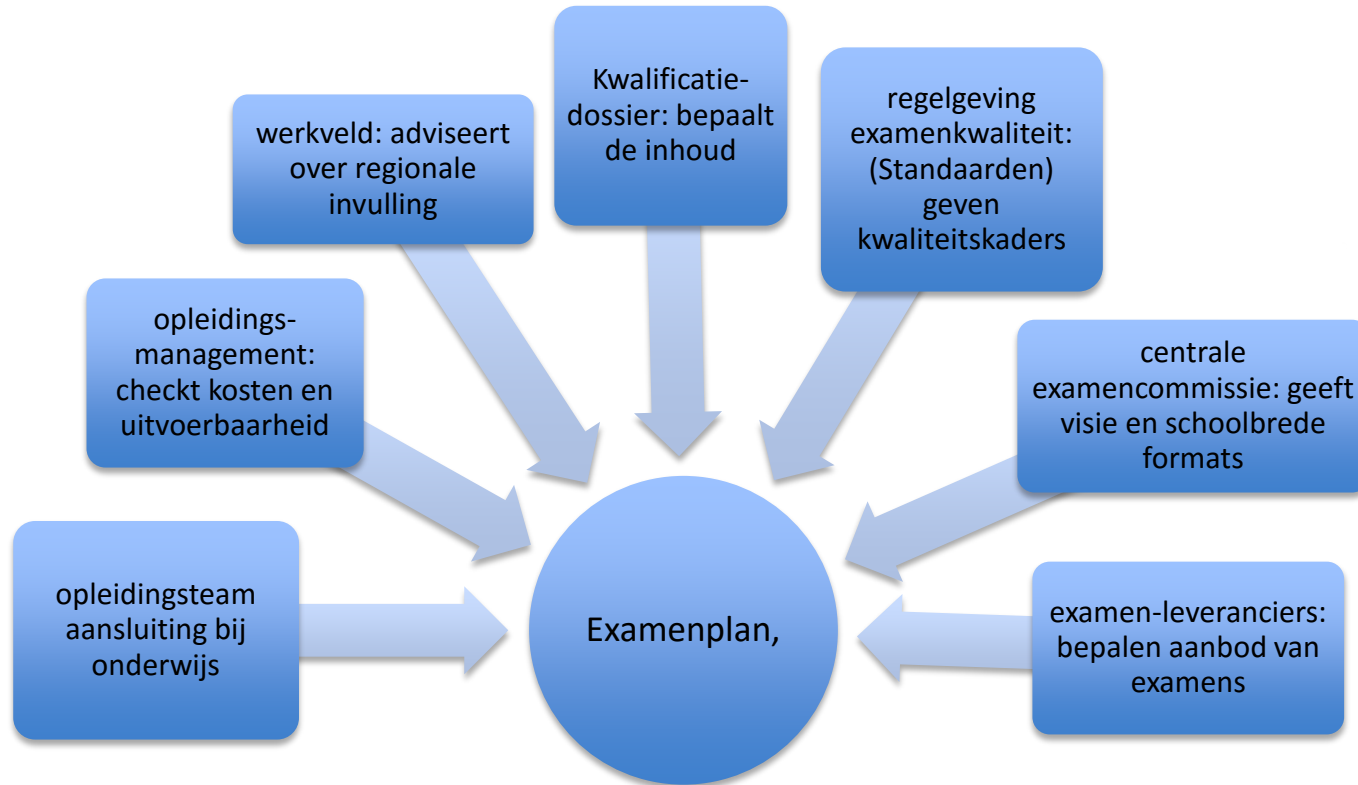 Kwalificatie-
dossier: bepaalt
de inhoud
regelgeving
examenkwaliteit:
(Standaarden)
geven
kwaliteitskaders
werkveld: adviseert
over regionale
invulling
opleidings-
management:
checkt kosten en
uitvoerbaarheid
centrale
examencommissie: geeft
visie en schoolbrede
formats
opleidingsteam
aansluiting bij
onderwijs
Examenplan,
examen-leveranciers:
bepalen aanbod van
examens